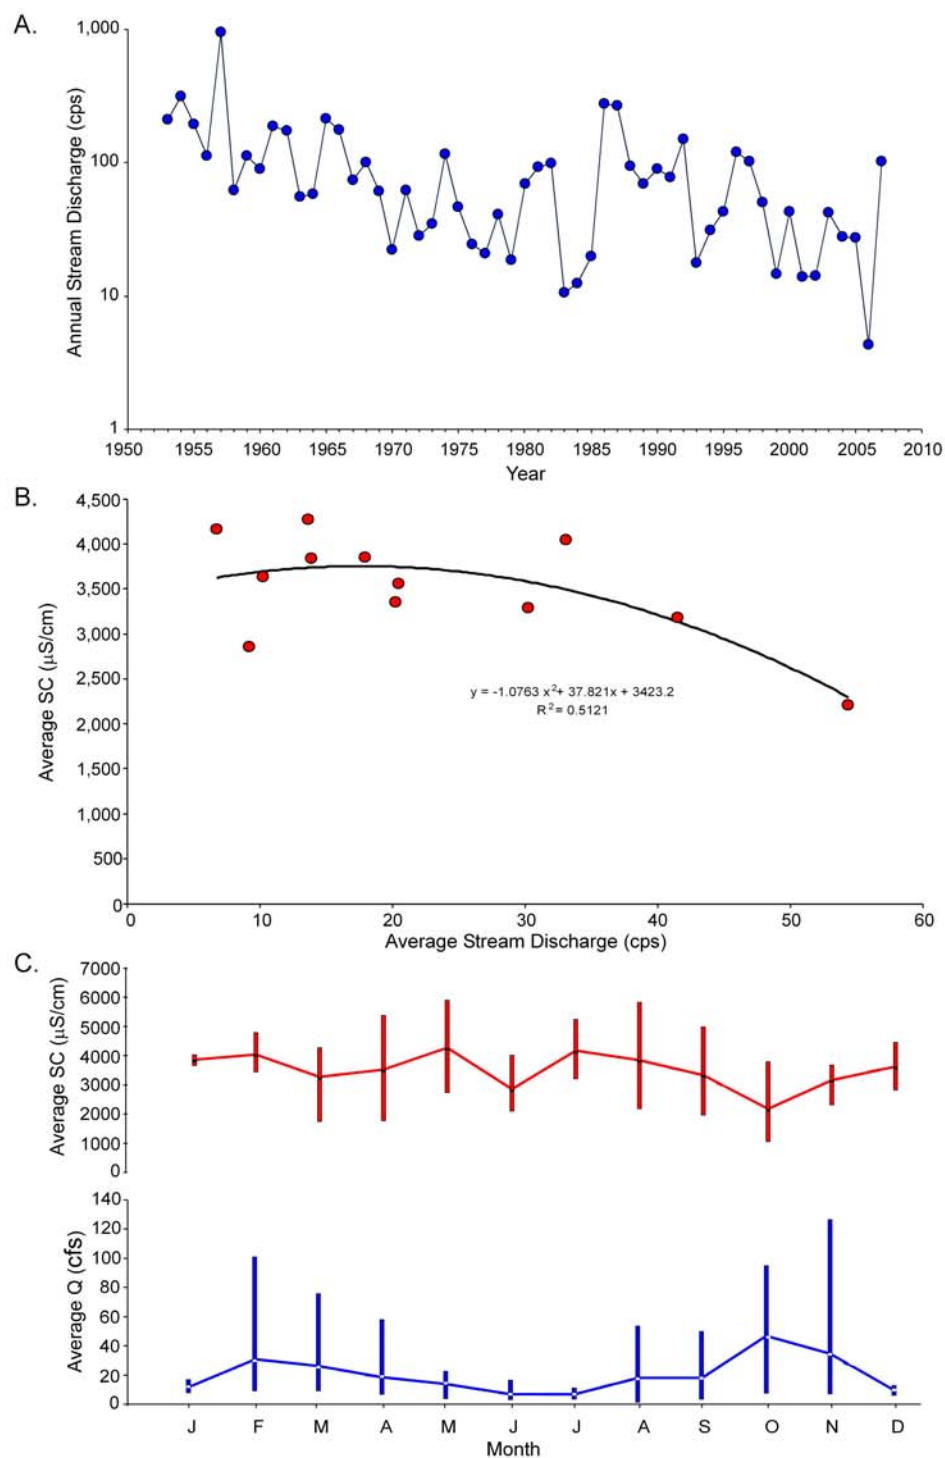 A.
Annual Stream Discharge (cps)
1,000
100
10
1
1950 1955 1960 1965 1970 1975 1980 1985 1990 1995 2000 2005 2010
Year
B.
Average SC (µS/cm)
4,500
4,000
3,500
3,000
2,500
2,000
1,500
1,000
500
0
y = -1.0763 x²+ 37.821x + 3423.2
R² = 0.5121
0 10 20 30 40 50 60
Average Stream Discharge (cps)
C.
Average SC (µS/cm)
7000
6000
5000
4000
3000
2000
1000
0
Average Q (cfs)
140
120
100
80
60
40
20
0
J F M A M J J A S O N D
Month